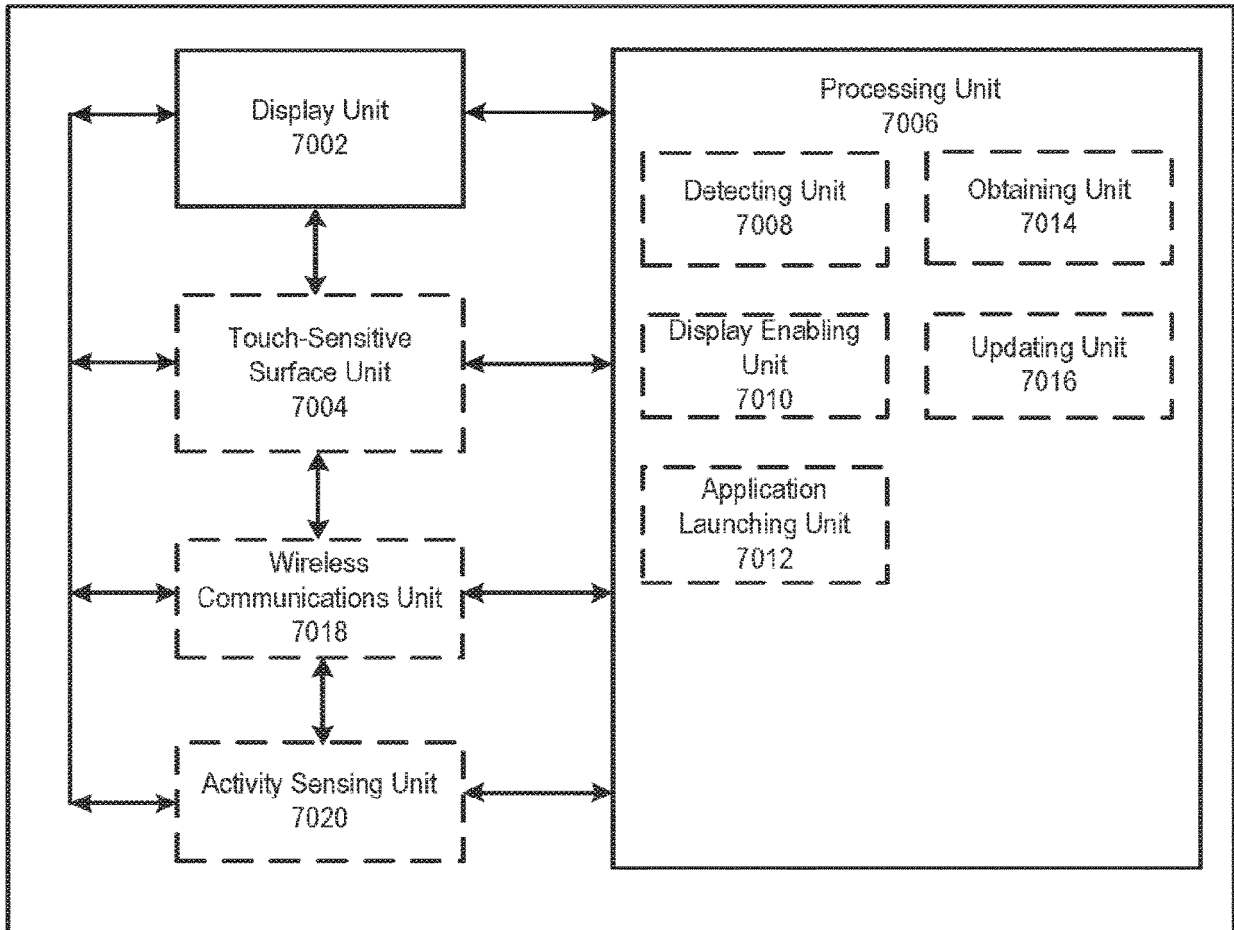 Display Unit
7002
Touch-Sensitive
Surface Unit
7004
Wireless
Communications Unit
7018
Activity Sensing Unit
7020
Processing Unit
7006
Detecting Unit
7008
Obtaining Unit
7014
Display Enabling
Unit
7010
Updating Unit
7016
Application
Launching Unit
7012